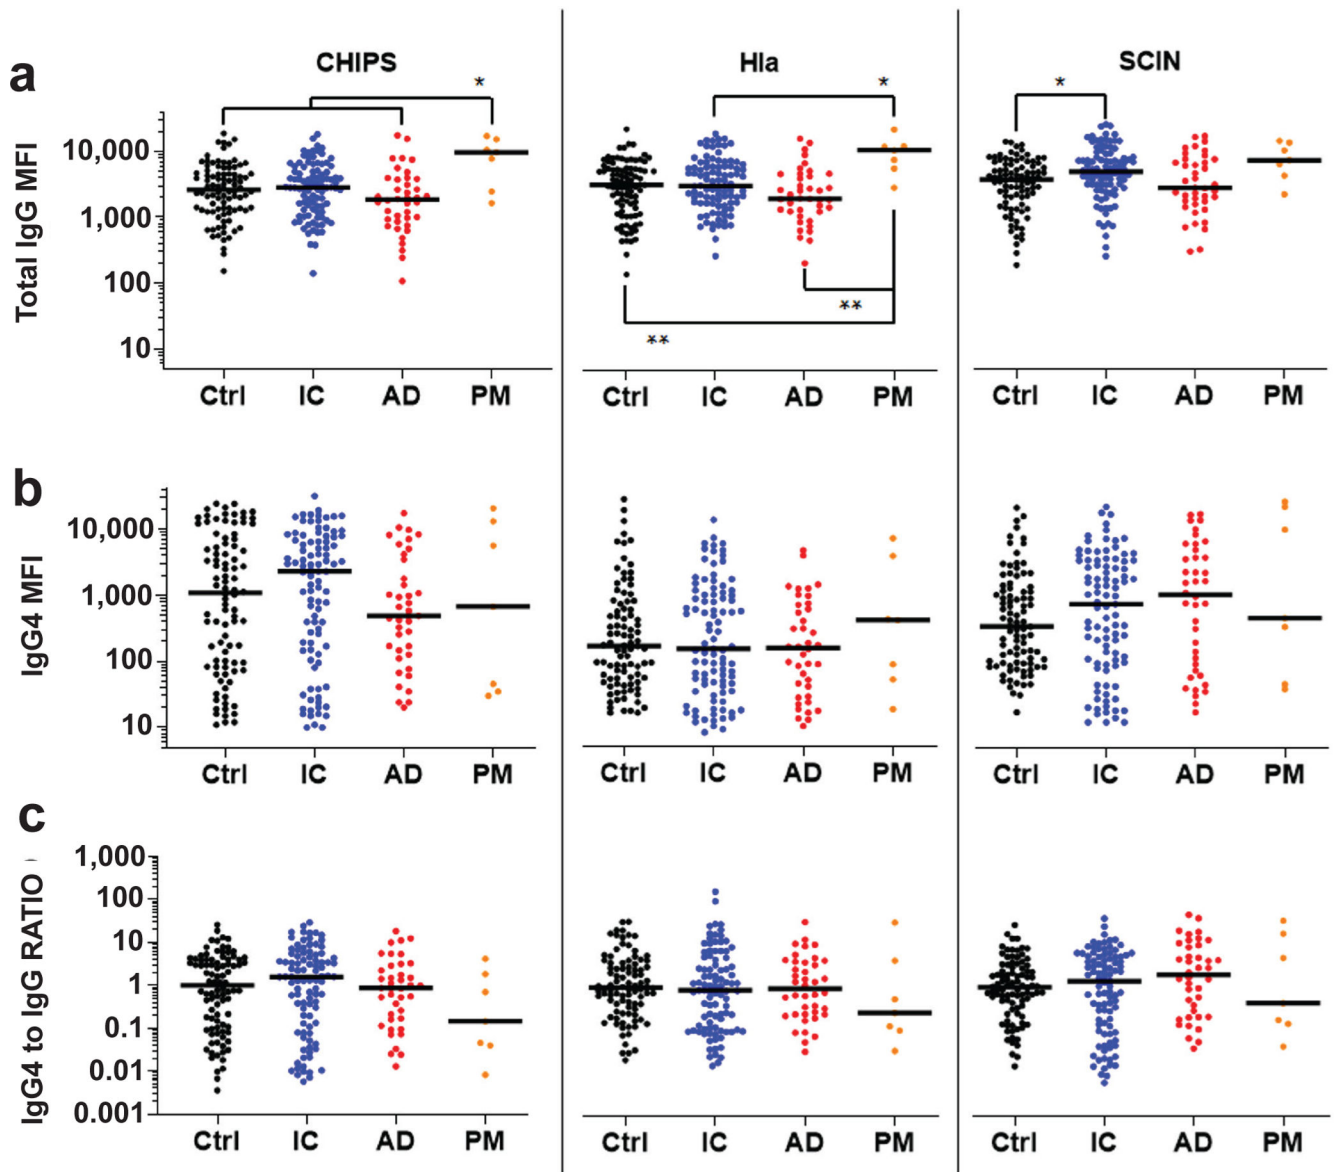 a
CHIPS
Hla
SCIN
*
*
*
Total IgG MFI
10,000
1,000
100
10
**
**
Ctrl IC AD PM
Ctrl IC AD PM
Ctrl IC AD PM
b
IgG4 MFI
10,000
1,000
100
10
Ctrl IC AD PM
Ctrl IC AD PM
Ctrl IC AD PM
c
IgG4 to IgG RATIO
1,000
100
10
1
0.1
0.01
0.001
Ctrl IC AD PM
Ctrl IC AD PM
Ctrl IC AD PM